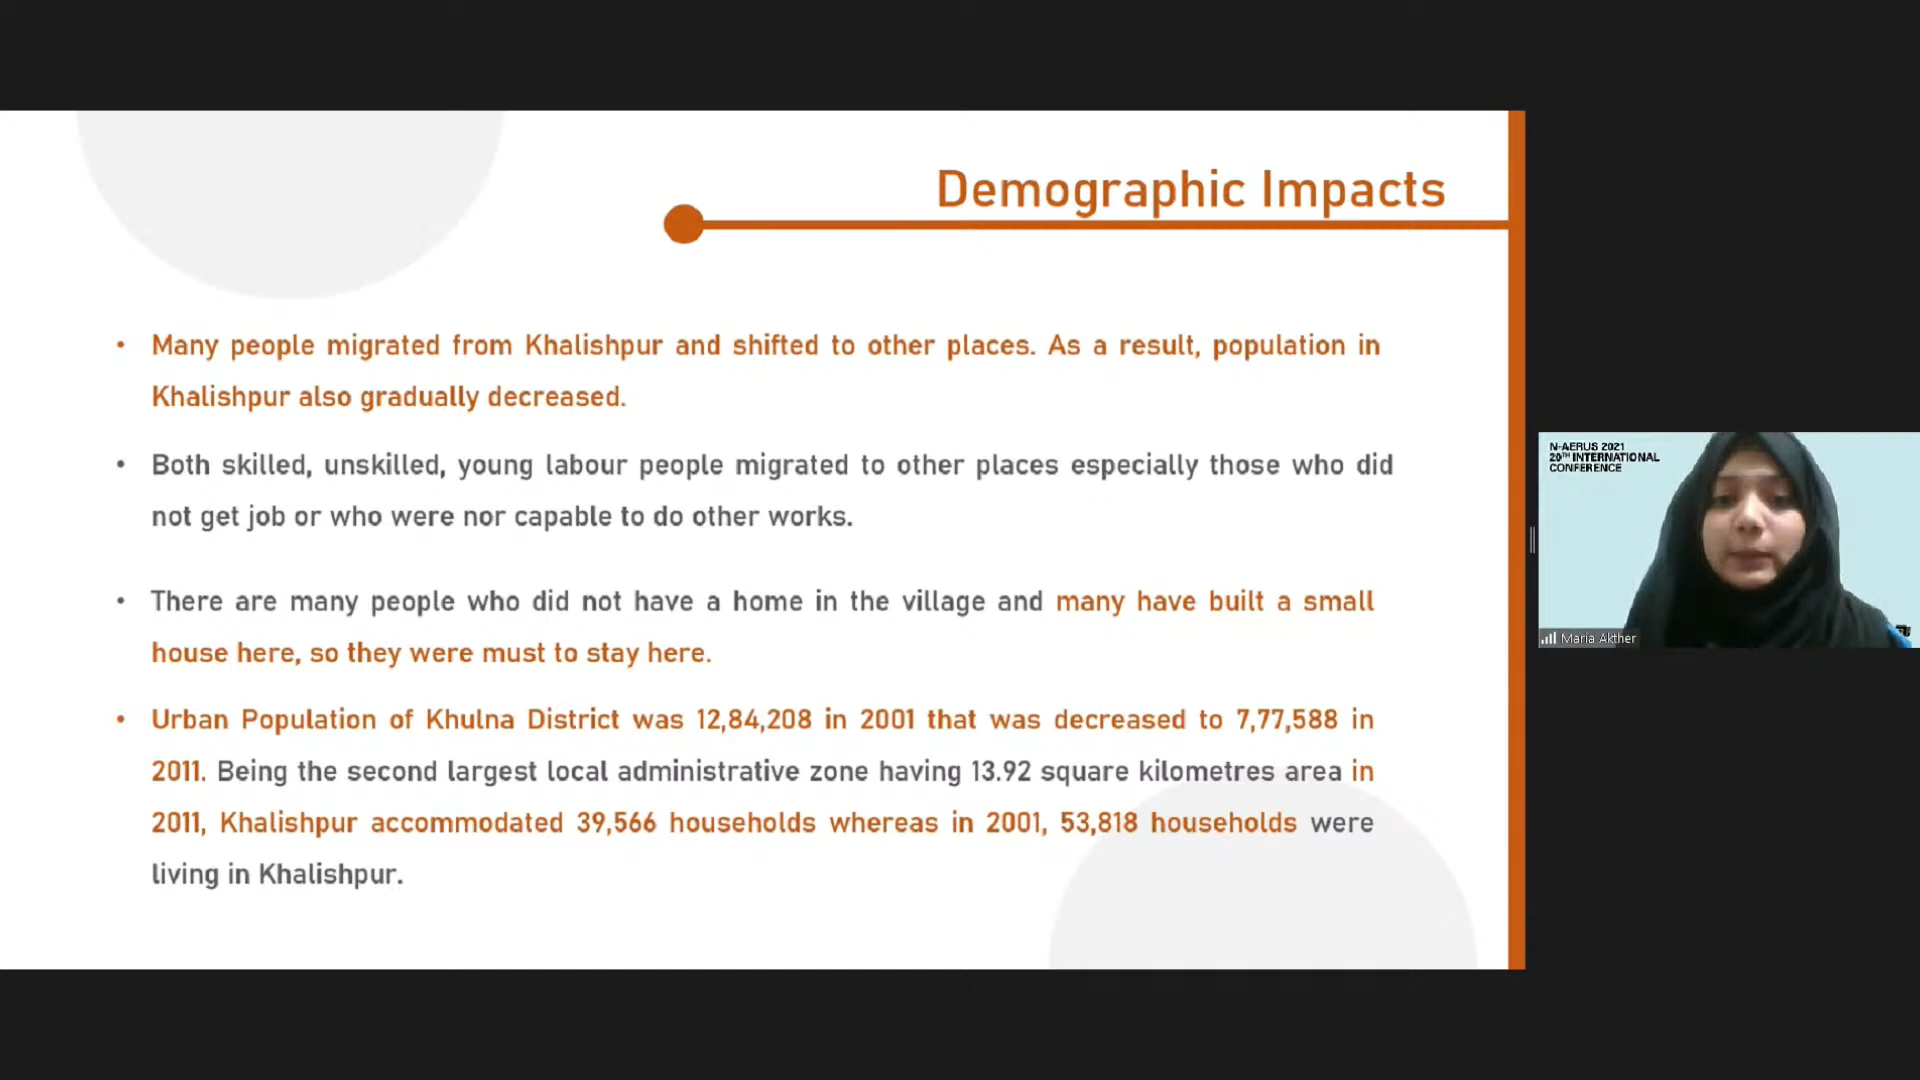 Demographic Impacts
• Many people migrated from Khalishpur and shifted to other places. As a result, population in
Khalishpur also gradually decreased.
• Both skilled, unskilled, young labour people migrated to other places especially those who did
not get job or who were nor capable to do other works.
• There are many people who did not have a home in the village and many have built a small
house here, so they were must to stay here.
• Urban Population of Khulna District was 12,84,208 in 2001 that was decreased to 7,77,588 in
2011. Being the second largest local administrative zone having 13.92 square kilometres area in
2011, Khalishpur accommodated 39,566 households whereas in 2001, 53,818 households were
living in Khalishpur.
N-AERUS 2021
20TH INTERNATIONAL
CONFERENCE
Maria Akther